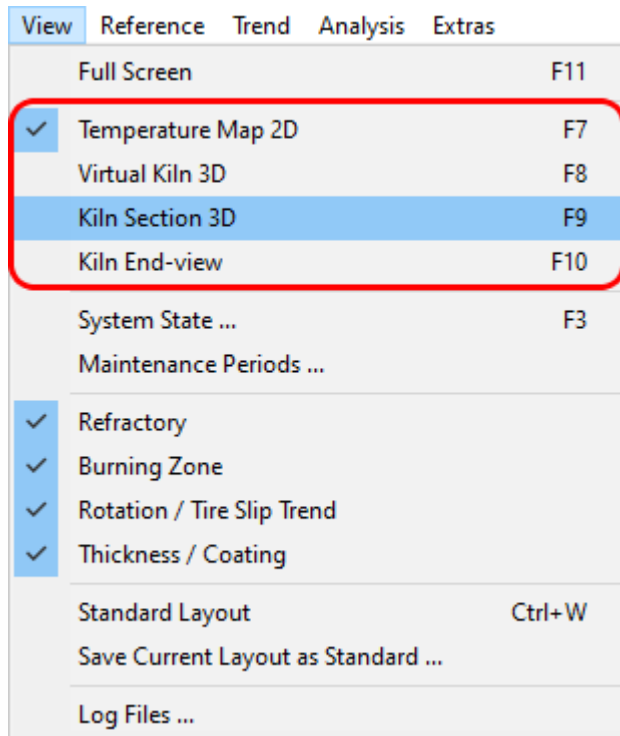 View Reference Trend Analysis Extras
Full Screen F11
Temperature Map 2D F7
Virtual Kiln 3D F8
Kiln Section 3D F9
Kiln End-view F10
System State ... F3
Maintenance Periods ...
Refractory
Burning Zone
Rotation / Tire Slip Trend
Thickness / Coating
Standard Layout Ctrl+W
Save Current Layout as Standard ...
Log Files ...